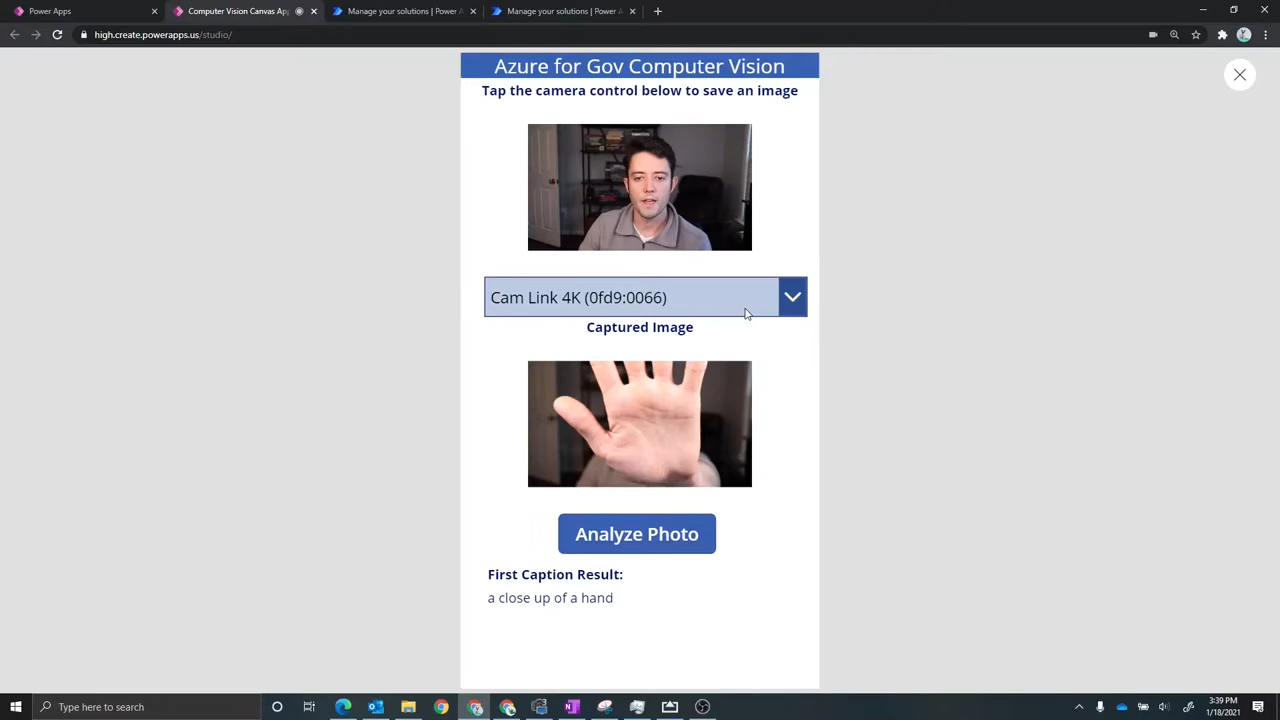 Power Apps
Computer Vision Canvas App
Manage your solutions | Power A
Manage your solutions | Power A
high.create.powerapps.us/studio/
Azure for Gov Computer Vision
Tap the camera control below to save an image
Cam Link 4K (0fd9:0066)
Captured Image
Analyze Photo
First Caption Result:
a close up of a hand
Type here to search
3:39 PM
1/18/2021